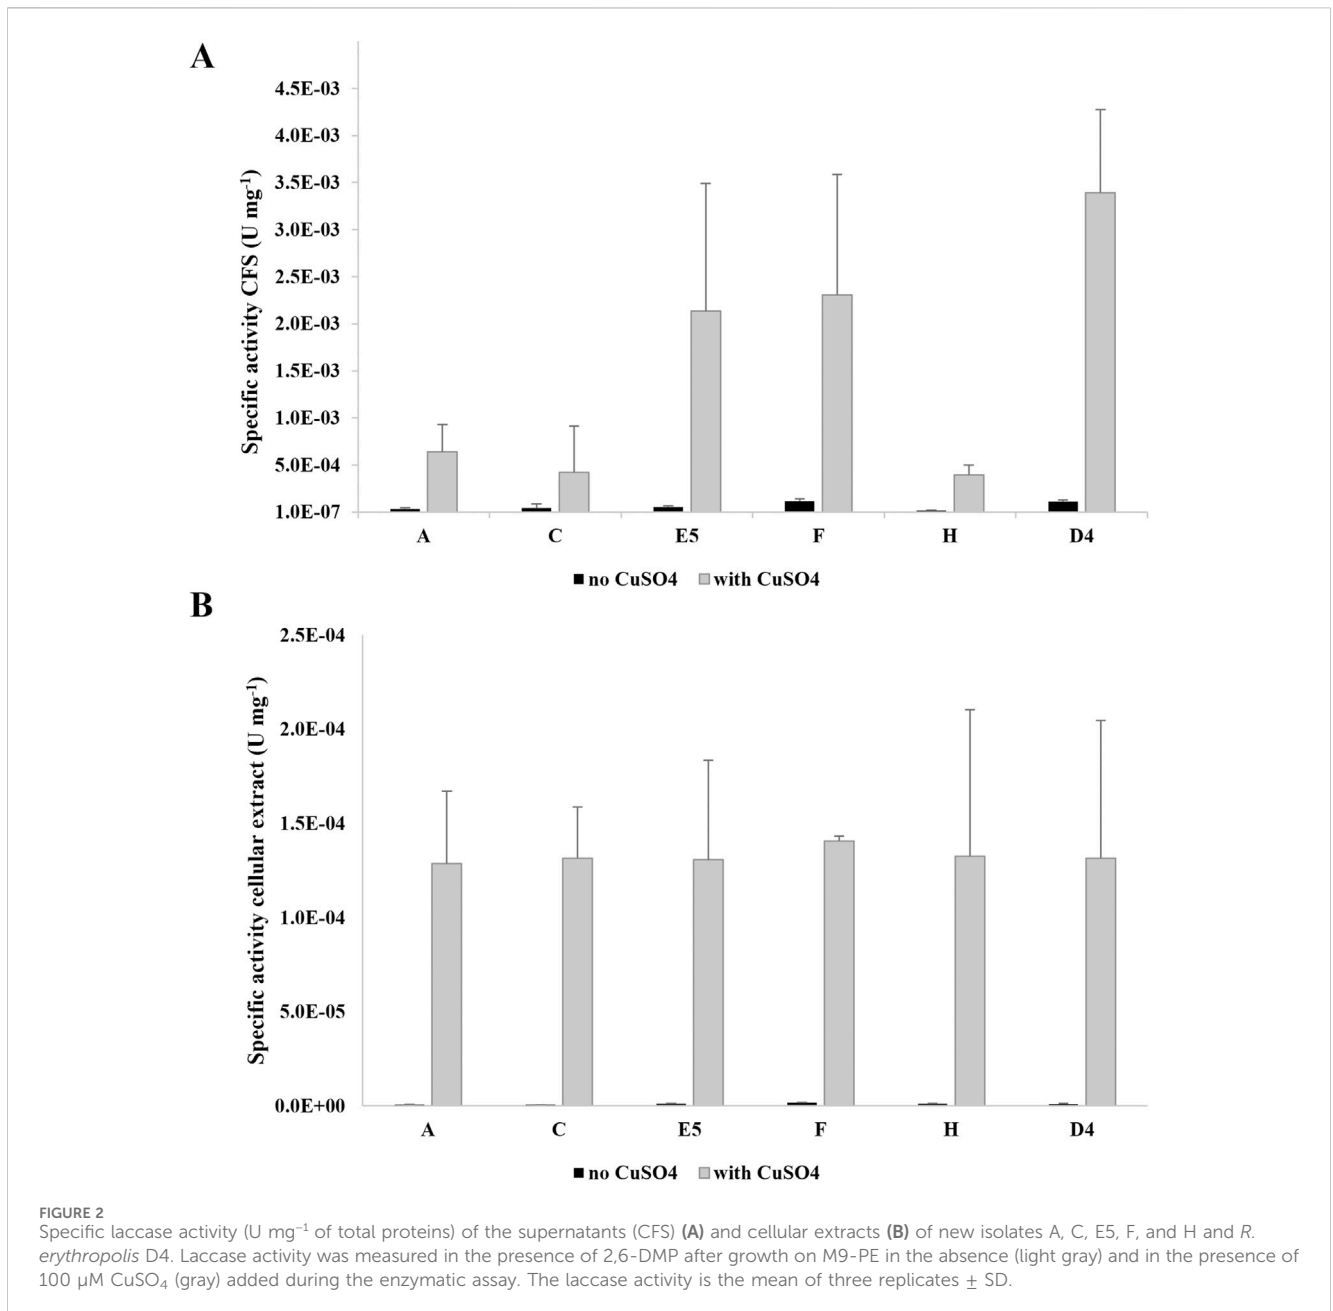 A
4.5E-03
4.0E-03
3.5E-03
3.0E-03
2.5E-03
2.0E-03
1.5E-03
1.0E-03
5.0E-04
1.0E-07
Specific activity CFS (U mg⁻¹)
A C E5 F H D4
no CuSO4 with CuSO4
B
2.5E-04
2.0E-04
1.5E-04
1.0E-04
5.0E-05
0.0E+00
Specific activity cellular extract (U mg⁻¹)
A C E5 F H D4
no CuSO4 with CuSO4
FIGURE 2
Specific laccase activity (U mg⁻¹ of total proteins) of the supernatants (CFS) (A) and cellular extracts (B) of new isolates A, C, E5, F, and H and R.
erythropolis D4. Laccase activity was measured in the presence of 2,6-DMP after growth on M9-PE in the absence (light gray) and in the presence of
100 µM CuSO₄ (gray) added during the enzymatic assay. The laccase activity is the mean of three replicates ± SD.